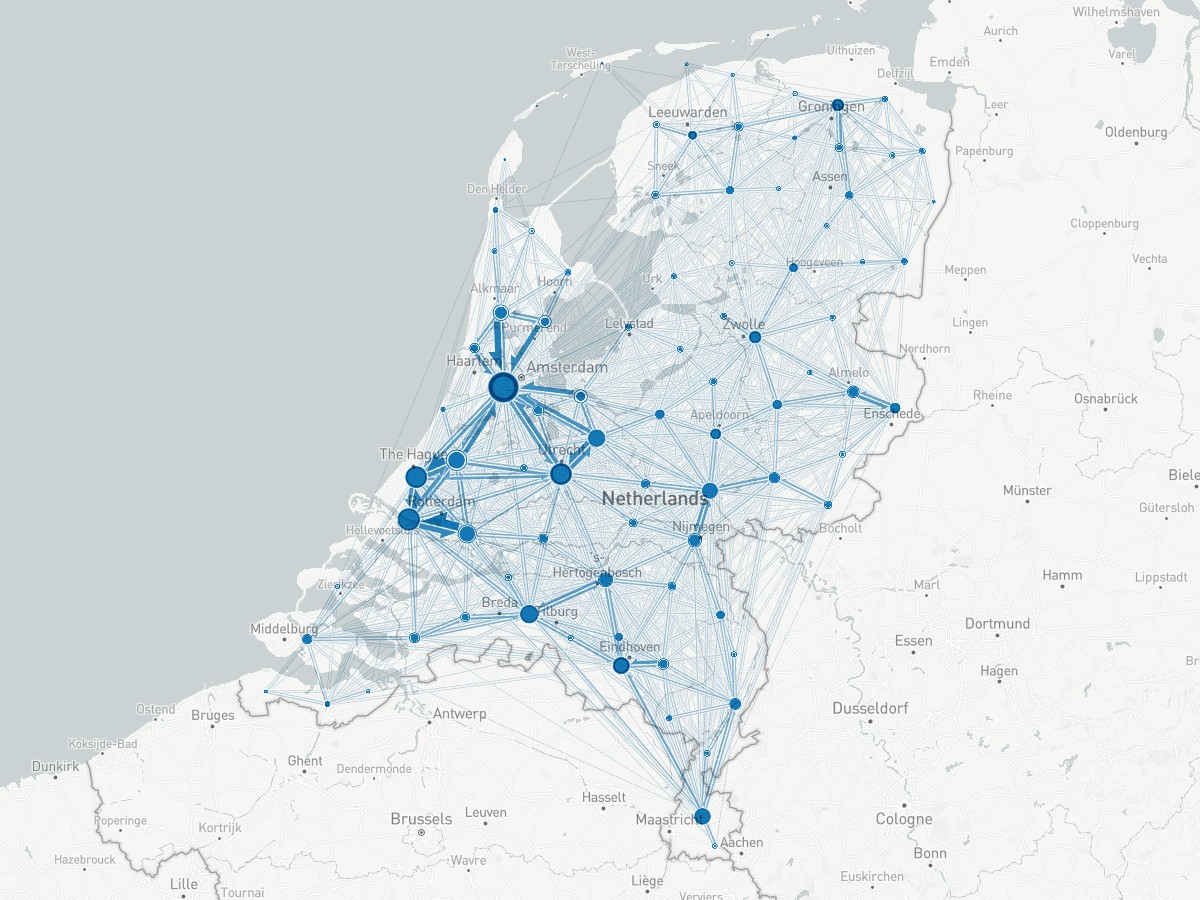 Wilhelmshaven
Aurich
Uithuizen
Varel
West-
Terschelling
Emden
Delfzijl
Leer
Leeuwarden
Groningen
Oldenburg
Papenburg
Sneek
Assen
Den Helder
Cloppenburg
Vechta
Hoogeveen
Meppen
Urk
Hoorn
Alkmaar
Lelystad
Zwolle
Purmerend
Lingen
Nordhorn
Haarlem
Amsterdam
Almelo
Rheine
Osnabrück
Apeldoorn
Enschede
The Hague
Utrecht
Biele
Münster
Netherlands
Rotterdam
Gütersloh
Hellevoetsluis
Nijmegen
Bocholt
's-
Hertogenbosch
Hamm
Lippstadt
Marl
Zierikzee
Breda
Tilburg
Dortmund
Middelburg
Essen
Eindhoven
Br
Hagen
Ostend
Bruges
Antwerp
Dusseldorf
Koksijde-Bad
Dunkirk
Ghent
Dendermonde
Hasselt
Leuven
Poperinge
Kortrijk
Brussels
Maastricht
Cologne
Aachen
Hazebrouck
Wavre
Bonn
Lille
Liège
Euskirchen
Tournai
Verviers